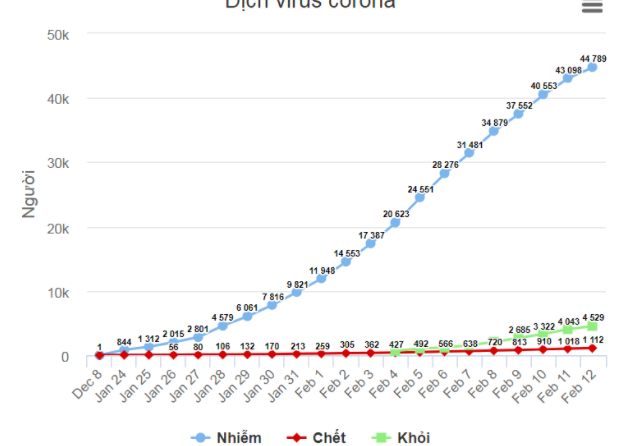 Dịch virus corona
50k
40k
30k
20k
10k
0
Người
1 844 1 312 2 015 2 801 4 579 6 061 7 816 9 821 11 948 14 553 17 387 20 623 24 551 28 276 31 481 34 879 37 552 40 553 43 098 44 789
56 80 106 132 170 213 259 305 362 427 492 566 638 720 813 910 1 018 1 112
2 685 3 322 4 043 4 529
Dec 8 Jan 24 Jan 25 Jan 26 Jan 27 Jan 28 Jan 29 Jan 30 Jan 31 Feb 1 Feb 2 Feb 3 Feb 4 Feb 5 Feb 6 Feb 7 Feb 8 Feb 9 Feb 10 Feb 11 Feb 12
Nhiễm Chết Khỏi